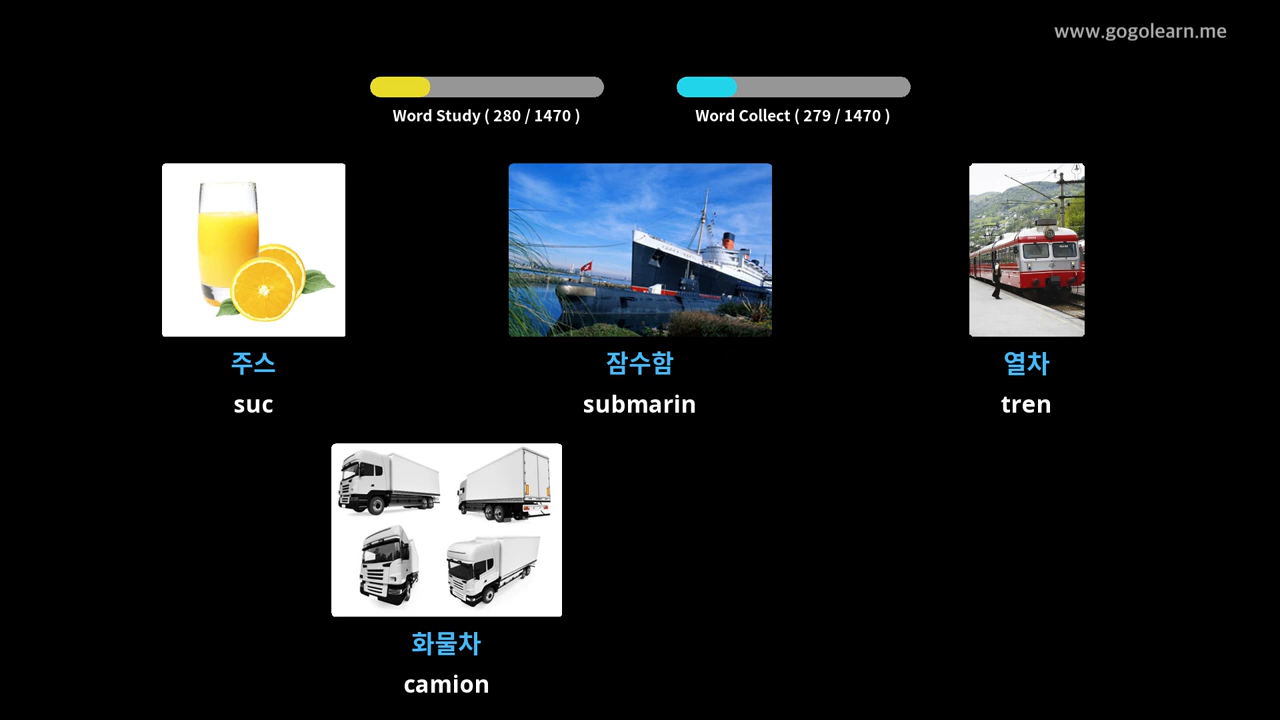 www.gogolearn.me
Word Study ( 280 / 1470 )
Word Collect ( 279 / 1470 )
주스
잠수함
열차
suc
submarin
tren
화물차
camion